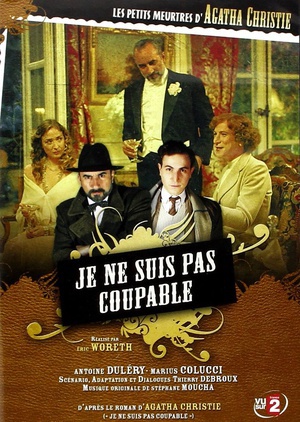 LES PETITS MEURTRES D'AGATHA CHRISTIE
JE NE SUIS PAS
COUPABLE
RÉALISÉ PAR
ERIC WORETH
ANTOINE DULÉRY - MARIUS COLUCCI
SCÉNARIO, ADAPTATION ET DIALOGUES THIERRY DEBROUX
MUSIQUE ORIGINALE DE STÉPHANE MOUCHA
D'APRÈS LE ROMAN D'AGATHA CHRISTIE
(« JE NE SUIS PAS COUPABLE »)
VU SUR
france 2